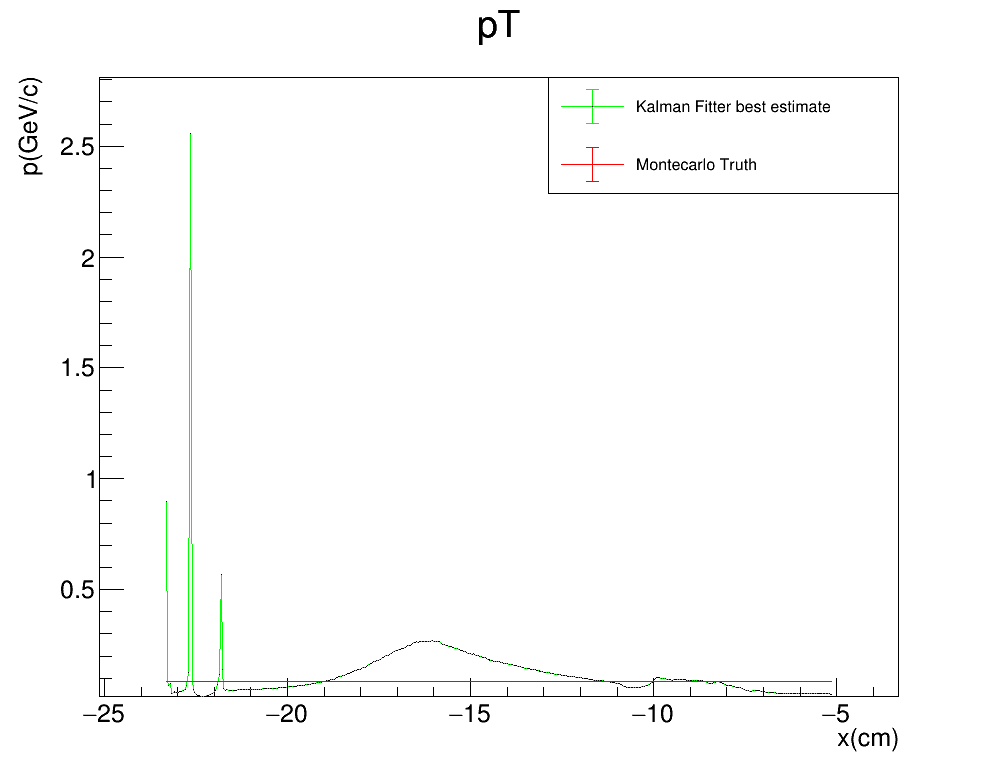 pT
p(GeV/c)
Kalman Fitter best estimate
Montecarlo Truth
2.5
2
1.5
1
0.5
−25
−20
−15
−10
−5
x(cm)